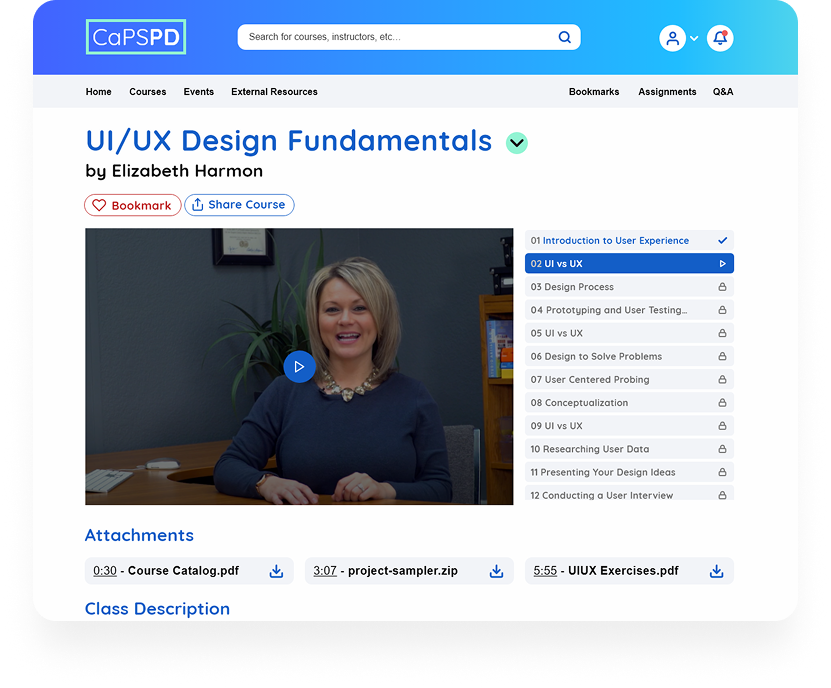 CaPSPD
Search for courses, instructors, etc...
Home Courses Events External Resources Bookmarks Assignments Q&A
UI/UX Design Fundamentals
by Elizabeth Harmon
Bookmark Share Course
01 Introduction to User Experience
02 UI vs UX
03 Design Process
04 Prototyping and User Testing...
05 UI vs UX
06 Design to Solve Problems
07 User Centered Probing
08 Conceptualization
09 UI vs UX
10 Researching User Data
11 Presenting Your Design Ideas
12 Conducting a User Interview
Attachments
0:30 - Course Catalog.pdf
3:07 - project-sampler.zip
5:55 - UIUX Exercises.pdf
Class Description